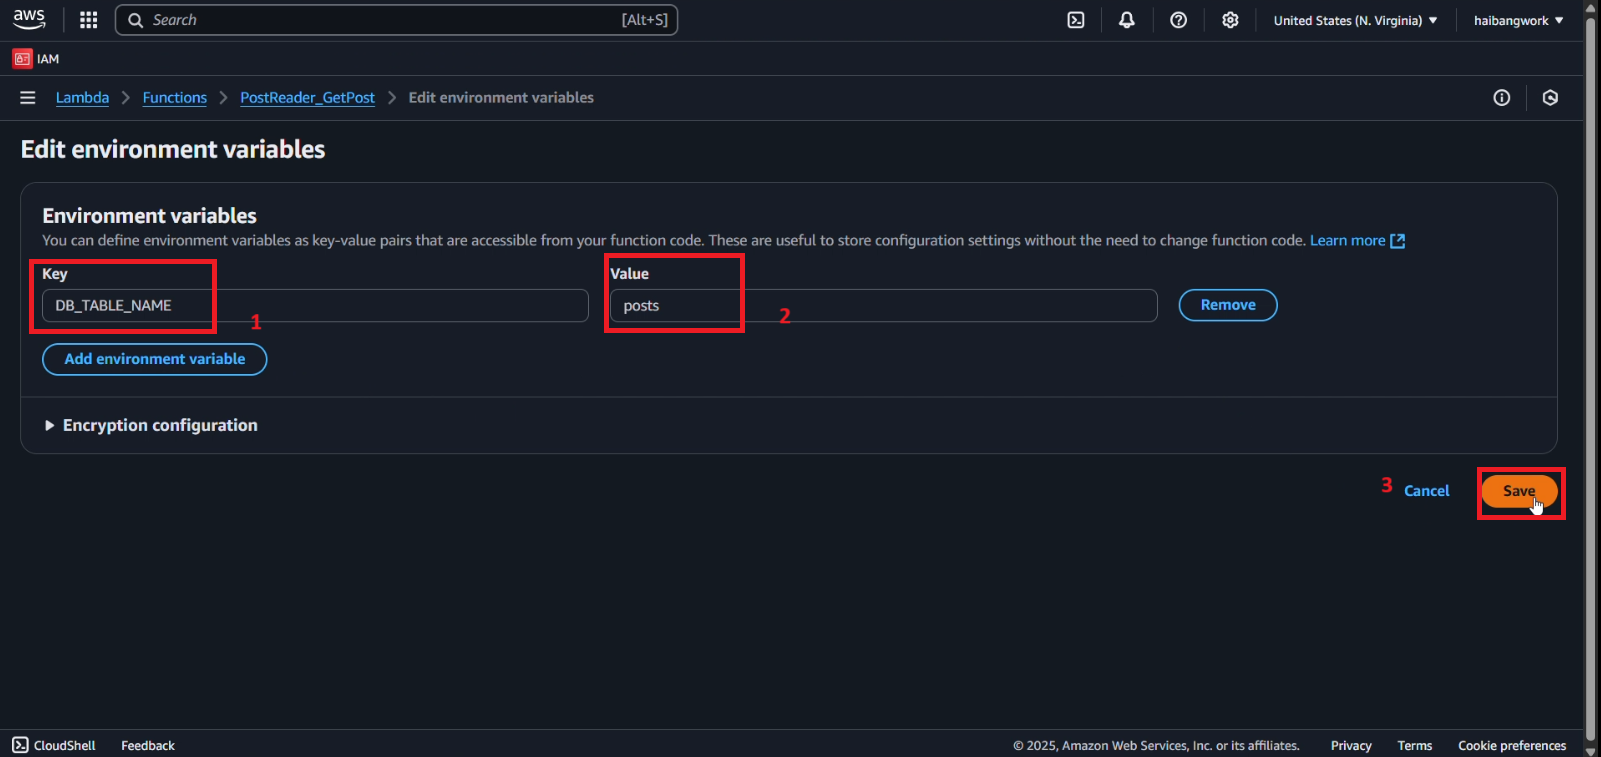 aws Search [Alt+S] United States (N. Virginia) haibangwork
IAM
Lambda Functions PostReader_GetPost Edit environment variables
Edit environment variables
Environment variables
You can define environment variables as key-value pairs that are accessible from your function code. These are useful to store configuration settings without the need to change function code. Learn more
Key Value
DB_TABLE_NAME 1 posts 2 Remove
Add environment variable
Encryption configuration
3 Cancel Save
CloudShell Feedback © 2025, Amazon Web Services, Inc. or its affiliates. Privacy Terms Cookie preferences